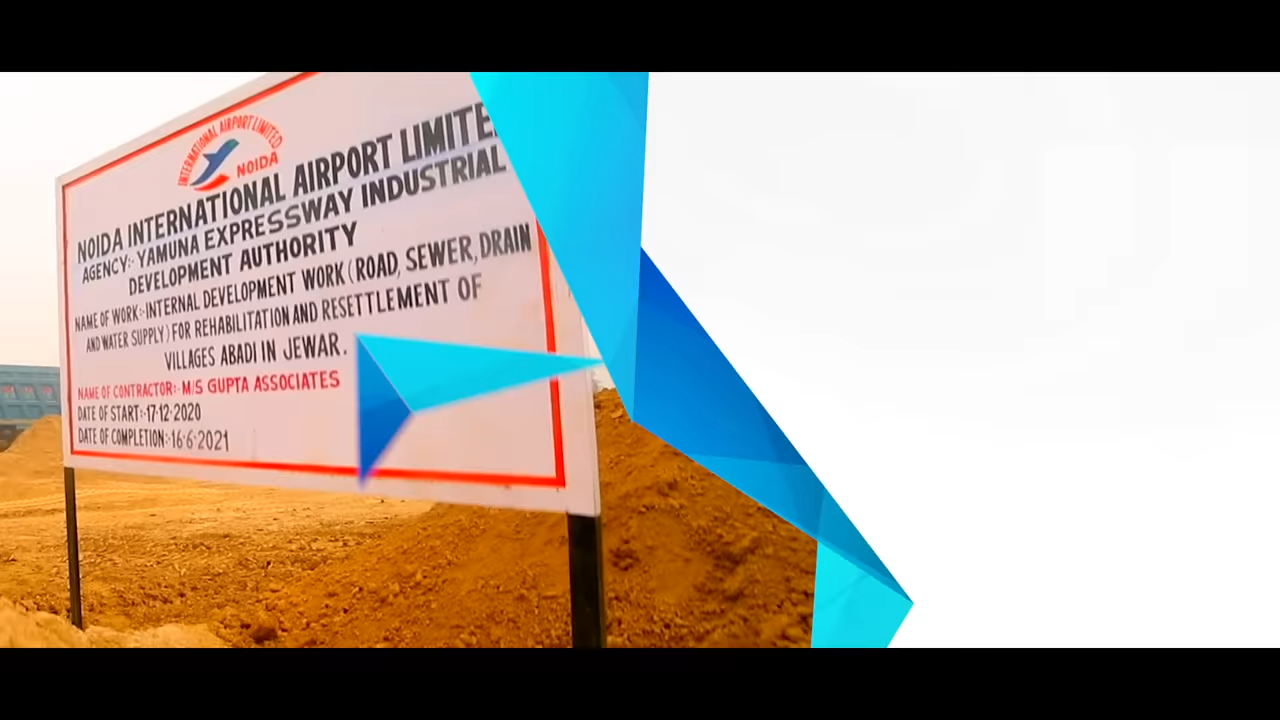 INTERNATIONAL AIRPORT LIMITED
NOIDA
NOIDA INTERNATIONAL AIRPORT LIMITE
AGENCY:- YAMUNA EXPRESSWAY INDUSTRIAL
DEVELOPMENT AUTHORITY
NAME OF WORK:-INTERNAL DEVELOPMENT WORK (ROAD, SEWER, DRAIN
AND WATER SUPPLY) FOR REHABILITATION AND RESETTLEMENT OF
VILLAGES ABADI IN JEWAR.
NAME OF CONTRACTOR:- M/S GUPTA ASSOCIATES
DATE OF START:-17-12-2020
DATE OF COMPLETION:-16-6-2021